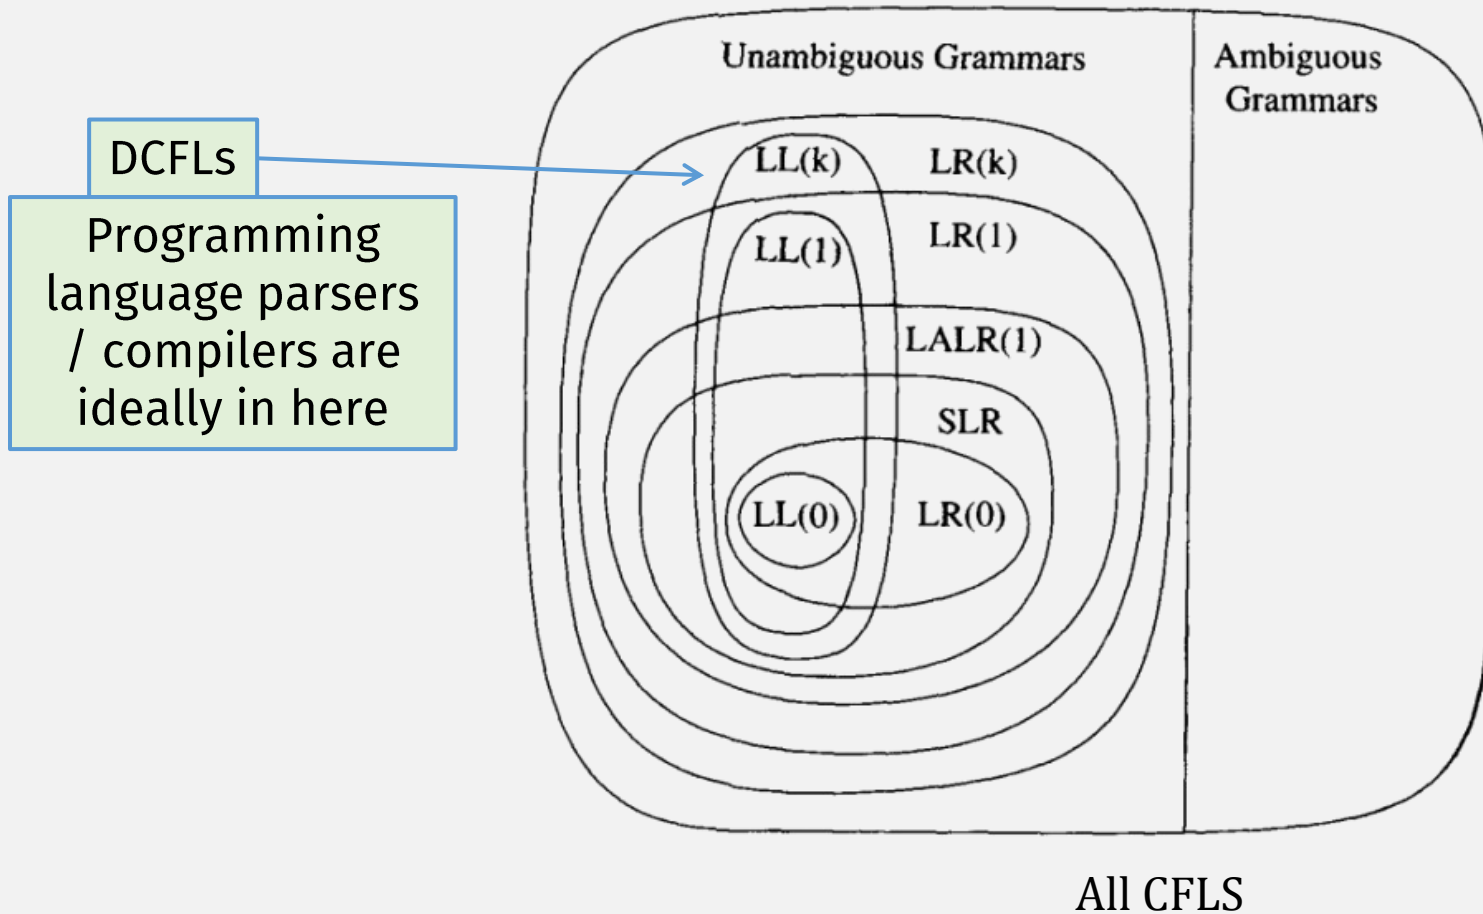 Unambiguous Grammars
Ambiguous
Grammars
DCFLs
Programming
language parsers
/ compilers are
ideally in here
LL(k)
LR(k)
LL(1)
LR(1)
LALR(1)
SLR
LL(0)
LR(0)
All CFLS